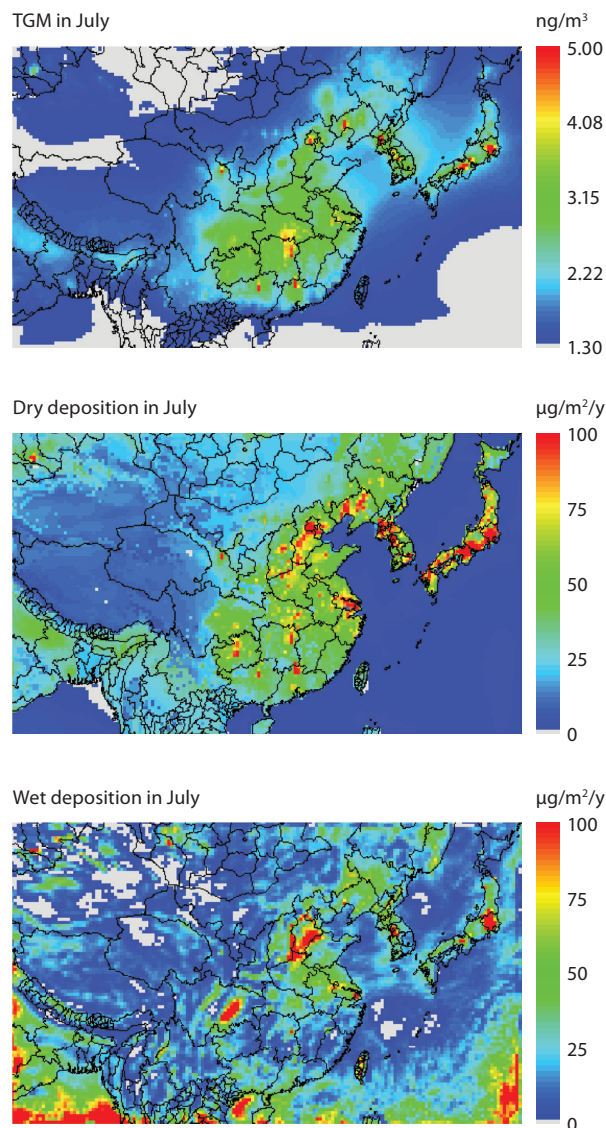 TGM in July
ng/m³
5.00
4.08
3.15
2.22
1.30
Dry deposition in July
μg/m²/y
100
75
50
25
0
Wet deposition in July
μg/m²/y
100
75
50
25
0